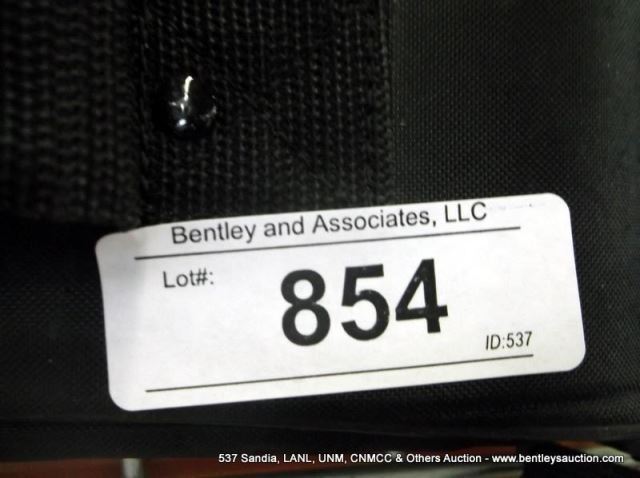 Bentley and Associates, LLC
Lot#:
854
ID:537
537 Sandia, LANL, UNM, CNMCC & Others Auction - www.bentleysauction.com